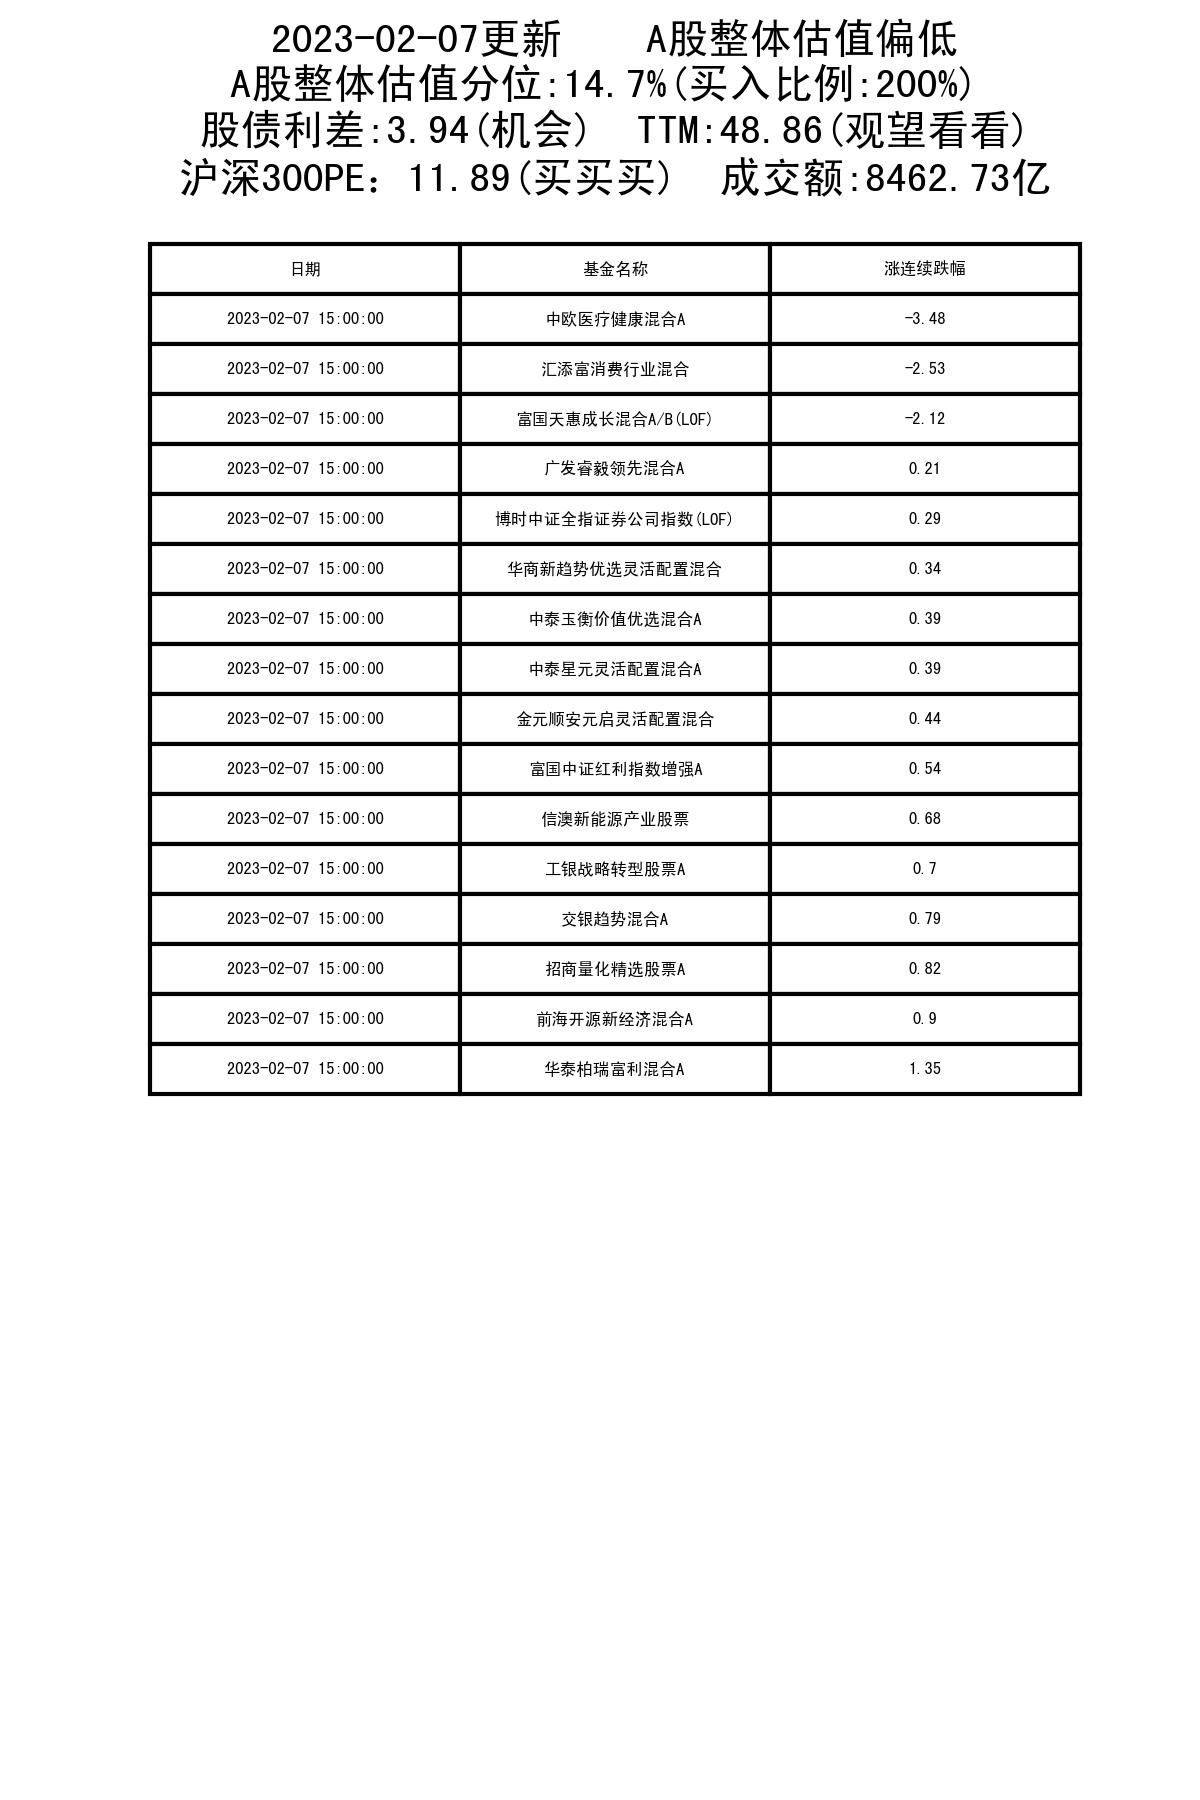 2023-02-07更新  A股整体估值偏低
A股整体估值分位:14.7%(买入比例:200%)
股债利差:3.94(机会) TTM:48.86(观望看看)
沪深300PE：11.89(买买买) 成交额:8462.73亿
日期 基金名称 涨连续跌幅
2023-02-07 15:00:00 中欧医疗健康混合A -3.48
2023-02-07 15:00:00 汇添富消费行业混合 -2.53
2023-02-07 15:00:00 富国天惠成长混合A/B(LOF) -2.12
2023-02-07 15:00:00 广发睿毅领先混合A 0.21
2023-02-07 15:00:00 博时中证全指证券公司指数(LOF) 0.29
2023-02-07 15:00:00 华商新趋势优选灵活配置混合 0.34
2023-02-07 15:00:00 中泰玉衡价值优选混合A 0.39
2023-02-07 15:00:00 中泰星元灵活配置混合A 0.39
2023-02-07 15:00:00 金元顺安元启灵活配置混合 0.44
2023-02-07 15:00:00 富国中证红利指数增强A 0.54
2023-02-07 15:00:00 信澳新能源产业股票 0.68
2023-02-07 15:00:00 工银战略转型股票A 0.7
2023-02-07 15:00:00 交银趋势混合A 0.79
2023-02-07 15:00:00 招商量化精选股票A 0.82
2023-02-07 15:00:00 前海开源新经济混合A 0.9
2023-02-07 15:00:00 华泰柏瑞富利混合A 1.35